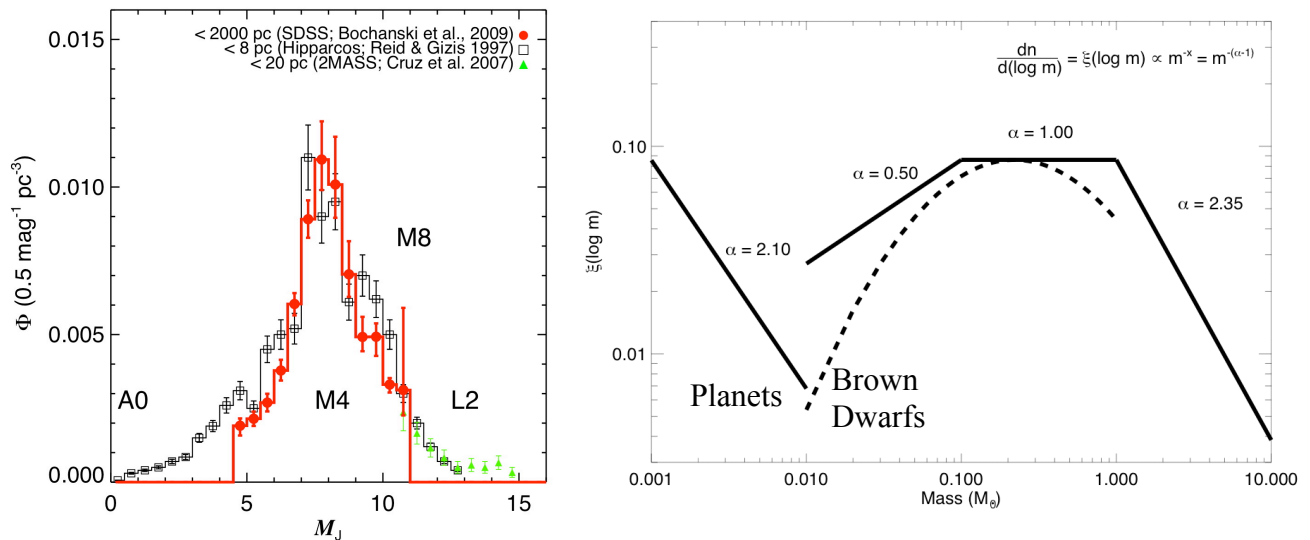 0.015
< 2000 pc (SDSS; Bochanski et al., 2009)
< 8 pc (Hipparcos; Reid & Gizis 1997)
< 20 pc (2MASS; Cruz et al. 2007)
0.010
0.005
0.000
Φ (0.5 mag⁻¹ pc⁻³)
M8
A0
M4
L2
0 5 10 15
M_J
dn/d(log m) = ξ(log m) ∝ m⁻ˣ = m⁻⁽α⁻¹⁾
α = 1.00
α = 0.50
α = 2.35
α = 2.10
0.10
0.01
ξ(log m)
Planets
Brown
Dwarfs
0.001 0.010 0.100 1.000 10.000
Mass (M⊙)